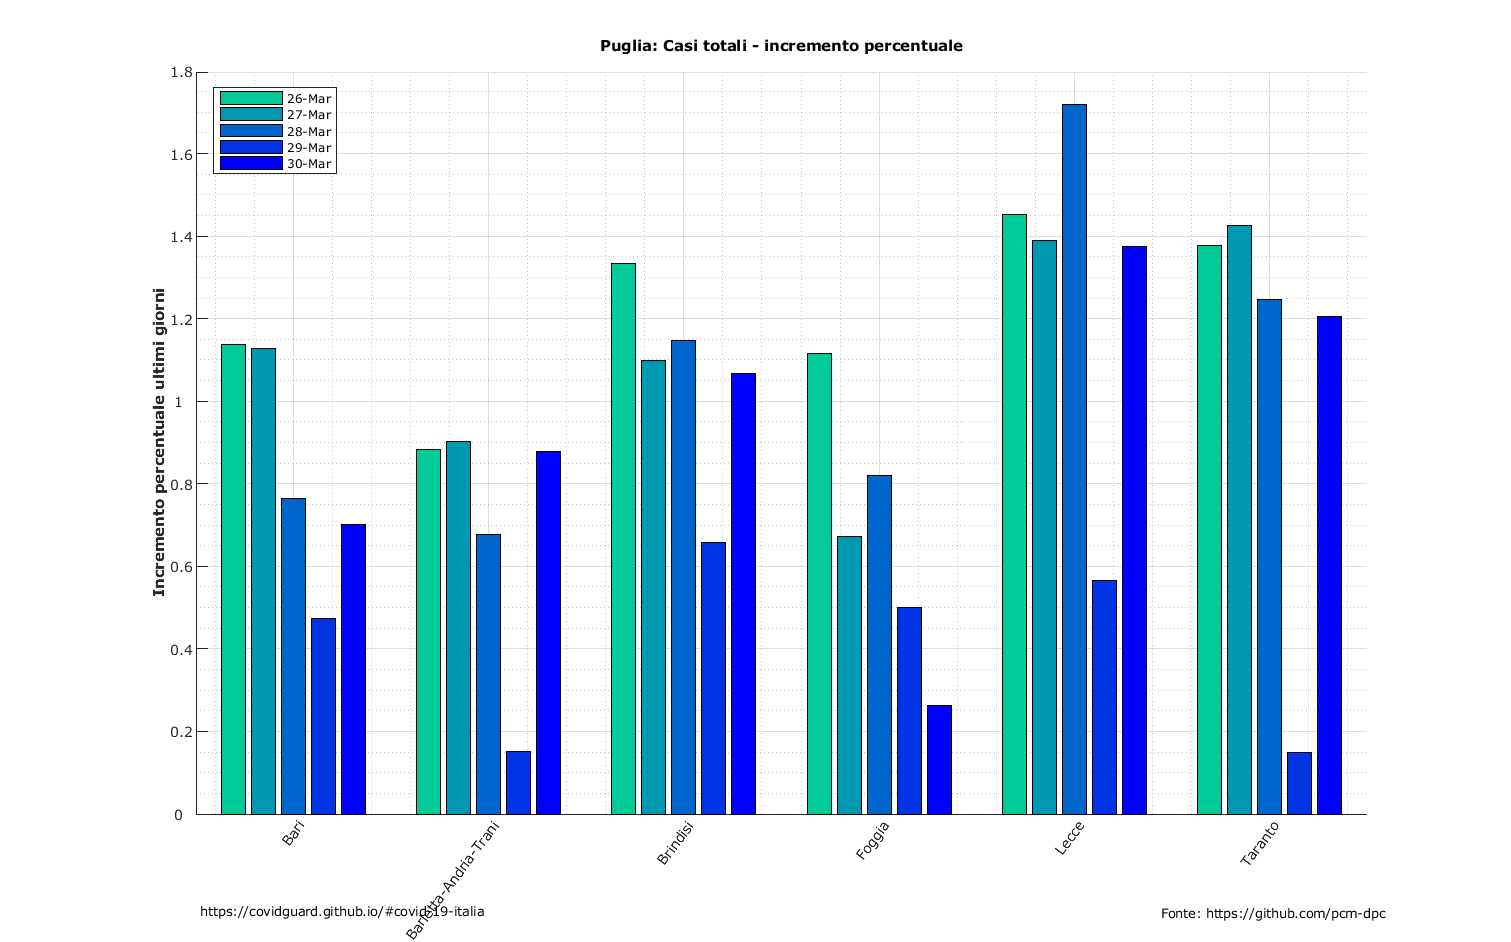 Puglia: Casi totali - incremento percentuale
1.8
1.6
1.4
1.2
1
0.8
0.6
0.4
0.2
0
Incremento percentuale ultimi giorni
26-Mar
27-Mar
28-Mar
29-Mar
30-Mar
Bari
Barletta-Andria-Trani
Brindisi
Foggia
Lecce
Taranto
https://covidguard.github.io/#covid-19-italia
Fonte: https://github.com/pcm-dpc